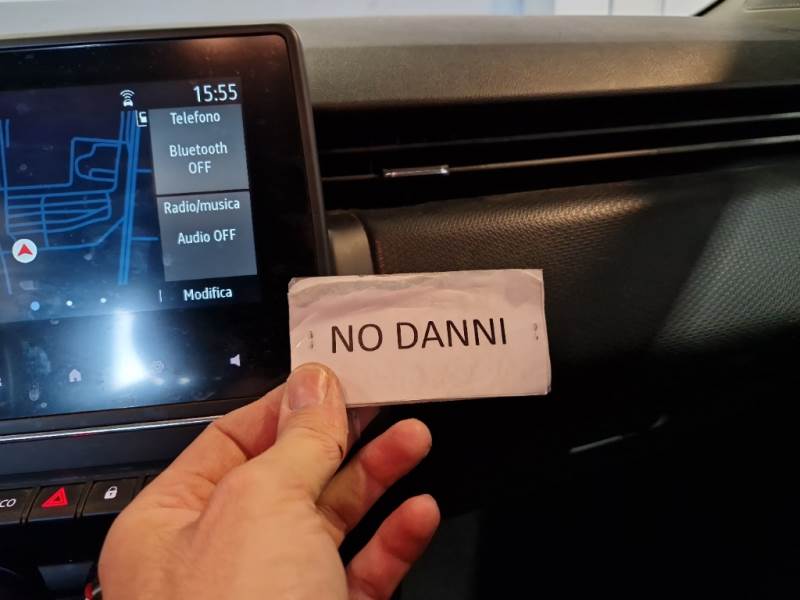 15:55
Telefono
Bluetooth
OFF
Radio/musica
Audio OFF
Modifica
NO DANNI